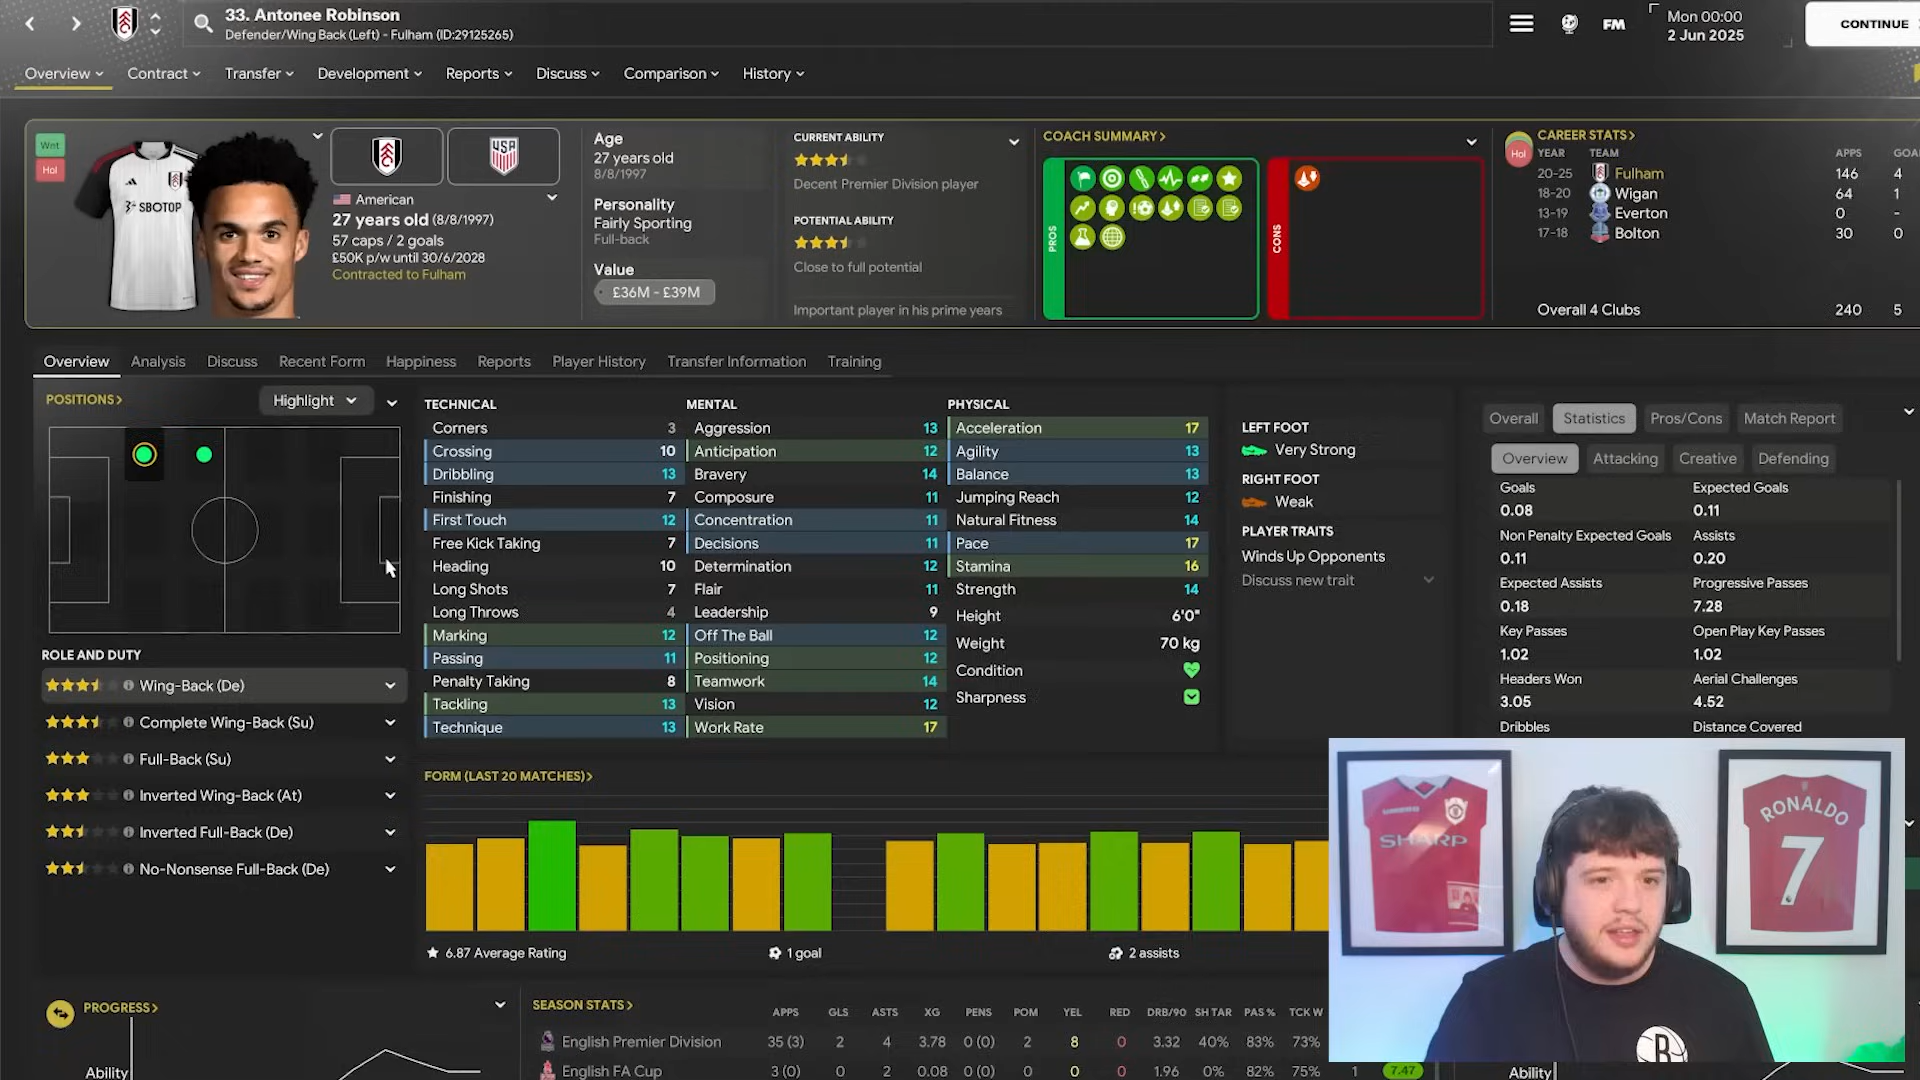 33. Antonee Robinson
Defender/Wing Back (Left) - Fulham (ID:29125265)
FM
Mon 00:00
2 Jun 2025
CONTINUE
Overview
Contract
Transfer
Development
Reports
Discuss
Comparison
History
Wnt
Hol
SBOTOP
USA
American
27 years old (8/8/1997)
57 caps / 2 goals
£50K p/w until 30/6/2028
Contracted to Fulham
Age
27 years old
8/8/1997
Personality
Fairly Sporting
Full-back
Value
£36M - £39M
CURRENT ABILITY
Decent Premier Division player
POTENTIAL ABILITY
Close to full potential
Important player in his prime years
COACH SUMMARY>
PROS
CONS
Hol
CAREER STATS>
YEAR TEAM APPS GOA
20-25 Fulham 146 4
18-20 Wigan 64 1
13-19 Everton 0 -
17-18 Bolton 30 0
Overall 4 Clubs 240 5
Overview
Analysis
Discuss
Recent Form
Happiness
Reports
Player History
Transfer Information
Training
POSITIONS>
Highlight
ROLE AND DUTY
Wing-Back (De)
Complete Wing-Back (Su)
Full-Back (Su)
Inverted Wing-Back (At)
Inverted Full-Back (De)
No-Nonsense Full-Back (De)
TECHNICAL
Corners 3
Crossing 10
Dribbling 13
Finishing 7
First Touch 12
Free Kick Taking 7
Heading 10
Long Shots 7
Long Throws 4
Marking 12
Passing 11
Penalty Taking 8
Tackling 13
Technique 13
MENTAL
Aggression 13
Anticipation 12
Bravery 14
Composure 11
Concentration 11
Decisions 11
Determination 12
Flair 11
Leadership 9
Off The Ball 12
Positioning 12
Teamwork 14
Vision 12
Work Rate 17
PHYSICAL
Acceleration 17
Agility 13
Balance 13
Jumping Reach 12
Natural Fitness 14
Pace 17
Stamina 16
Strength 14
Height 6'0"
Weight 70 kg
Condition
Sharpness
LEFT FOOT
Very Strong
RIGHT FOOT
Weak
PLAYER TRAITS
Winds Up Opponents
Discuss new trait
Overall
Statistics
Pros/Cons
Match Report
Overview
Attacking
Creative
Defending
Goals Expected Goals
0.08 0.11
Non Penalty Expected Goals Assists
0.11 0.20
Expected Assists Progressive Passes
0.18 7.28
Key Passes Open Play Key Passes
1.02 1.02
Headers Won Aerial Challenges
3.05 4.52
Dribbles Distance Covered
FORM (LAST 20 MATCHES)>
6.87 Average Rating
1 goal
2 assists
PROGRESS>
Ability
SEASON STATS>
APPS GLS ASTS XG PENS POM YEL RED DRB/90 SH TAR PAS % TCK W
English Premier Division 35 (3) 2 4 3.78 0 (0) 2 8 0 3.32 40% 83% 73%
English FA Cup 3 (0) 0 2 0.08 0 (0) 0 0 0 1.96 0% 82% 75% 1 7.47
Ability
SHARP
RONALDO
7
B